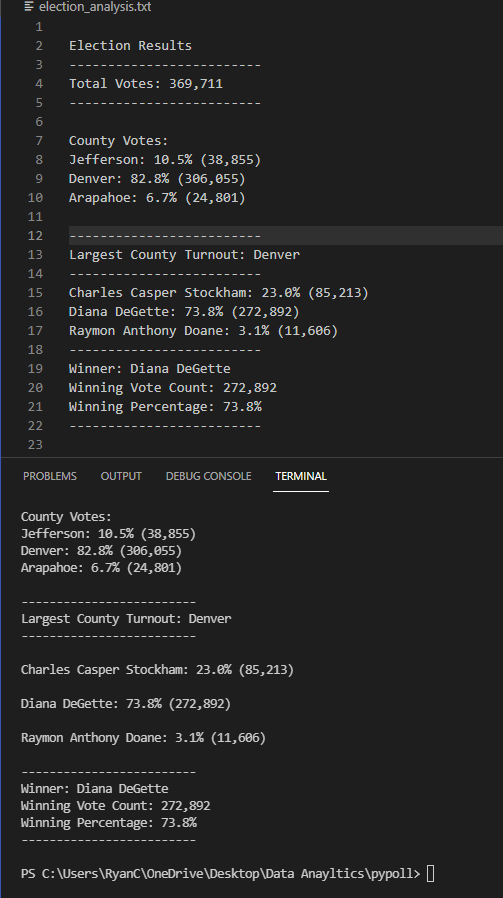 election_analysis.txt
1
2 Election Results
3 -------------------------
4 Total Votes: 369,711
5 -------------------------
6
7 County Votes:
8 Jefferson: 10.5% (38,855)
9 Denver: 82.8% (306,055)
10 Arapahoe: 6.7% (24,801)
11
12 -------------------------
13 Largest County Turnout: Denver
14 -------------------------
15 Charles Casper Stockham: 23.0% (85,213)
16 Diana DeGette: 73.8% (272,892)
17 Raymon Anthony Doane: 3.1% (11,606)
18 -------------------------
19 Winner: Diana DeGette
20 Winning Vote Count: 272,892
21 Winning Percentage: 73.8%
22 -------------------------
23
PROBLEMS OUTPUT DEBUG CONSOLE TERMINAL
County Votes:
Jefferson: 10.5% (38,855)
Denver: 82.8% (306,055)
Arapahoe: 6.7% (24,801)
-------------------------
Largest County Turnout: Denver
-------------------------
Charles Casper Stockham: 23.0% (85,213)
Diana DeGette: 73.8% (272,892)
Raymon Anthony Doane: 3.1% (11,606)
-------------------------
Winner: Diana DeGette
Winning Vote Count: 272,892
Winning Percentage: 73.8%
-------------------------
PS C:\Users\RyanC\OneDrive\Desktop\Data Anayltics\pypoll>